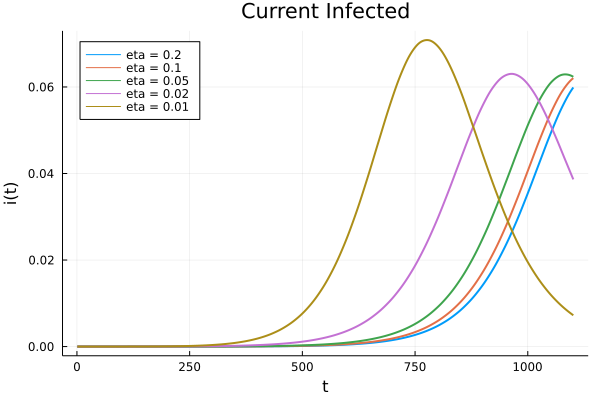 Current Infected
eta = 0.2
eta = 0.1
eta = 0.05
eta = 0.02
eta = 0.01
i(t)
0.06
0.04
0.02
0.00
0
250
500
750
1000
t